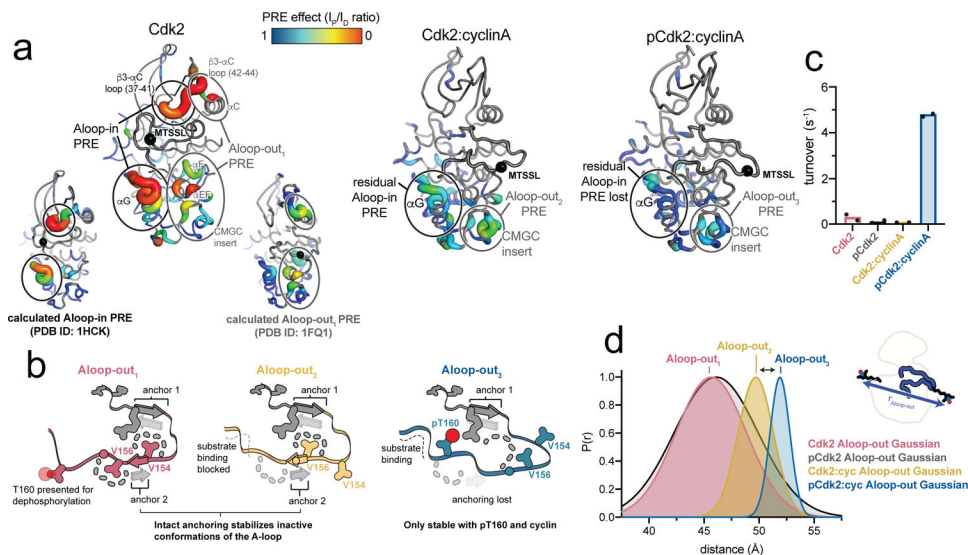 a
PRE effect (IP/ID ratio)
1
0
Cdk2
β3-αC
loop (37-41)
β3-αC
loop (42-44)
αC
Aloop-in
PRE
MTSSL
Aloop-out1
PRE
αF
αEF
αG
CMGC
insert
calculated Aloop-in PRE
(PDB ID: 1HCK)
calculated Aloop-out1 PRE
(PDB ID: 1FQ1)
Cdk2:cyclinA
MTSSL
residual
Aloop-in
PRE
αG
Aloop-out2
PRE
CMGC
insert
pCdk2:cyclinA
MTSSL
residual
Aloop-in
PRE lost
αG
Aloop-out3
PRE
CMGC
insert
c
turnover (s-1)
6
4
2
0
Cdk2
pCdk2
Cdk2:cyclinA
pCdk2:cyclinA
b
Aloop-out1
anchor 1
V156
V154
T160 presented for
dephosphorylation
anchor 2
Aloop-out2
anchor 1
substrate
binding
blocked
V156
V154
anchor 2
Intact anchoring stabilizes inactive
conformations of the A-loop
Aloop-out3
anchor 1
pT160
substrate
binding
V154
V156
anchoring lost
Only stable with pT160 and cyclin
d
Aloop-out1
Aloop-out2
Aloop-out3
P(r)
1.0
0.8
0.6
0.4
0.2
0.0
40
45
50
55
distance (Å)
rAloop-out
Cdk2 Aloop-out Gaussian
pCdk2 Aloop-out Gaussian
Cdk2:cyc Aloop-out Gaussian
pCdk2:cyc Aloop-out Gaussian